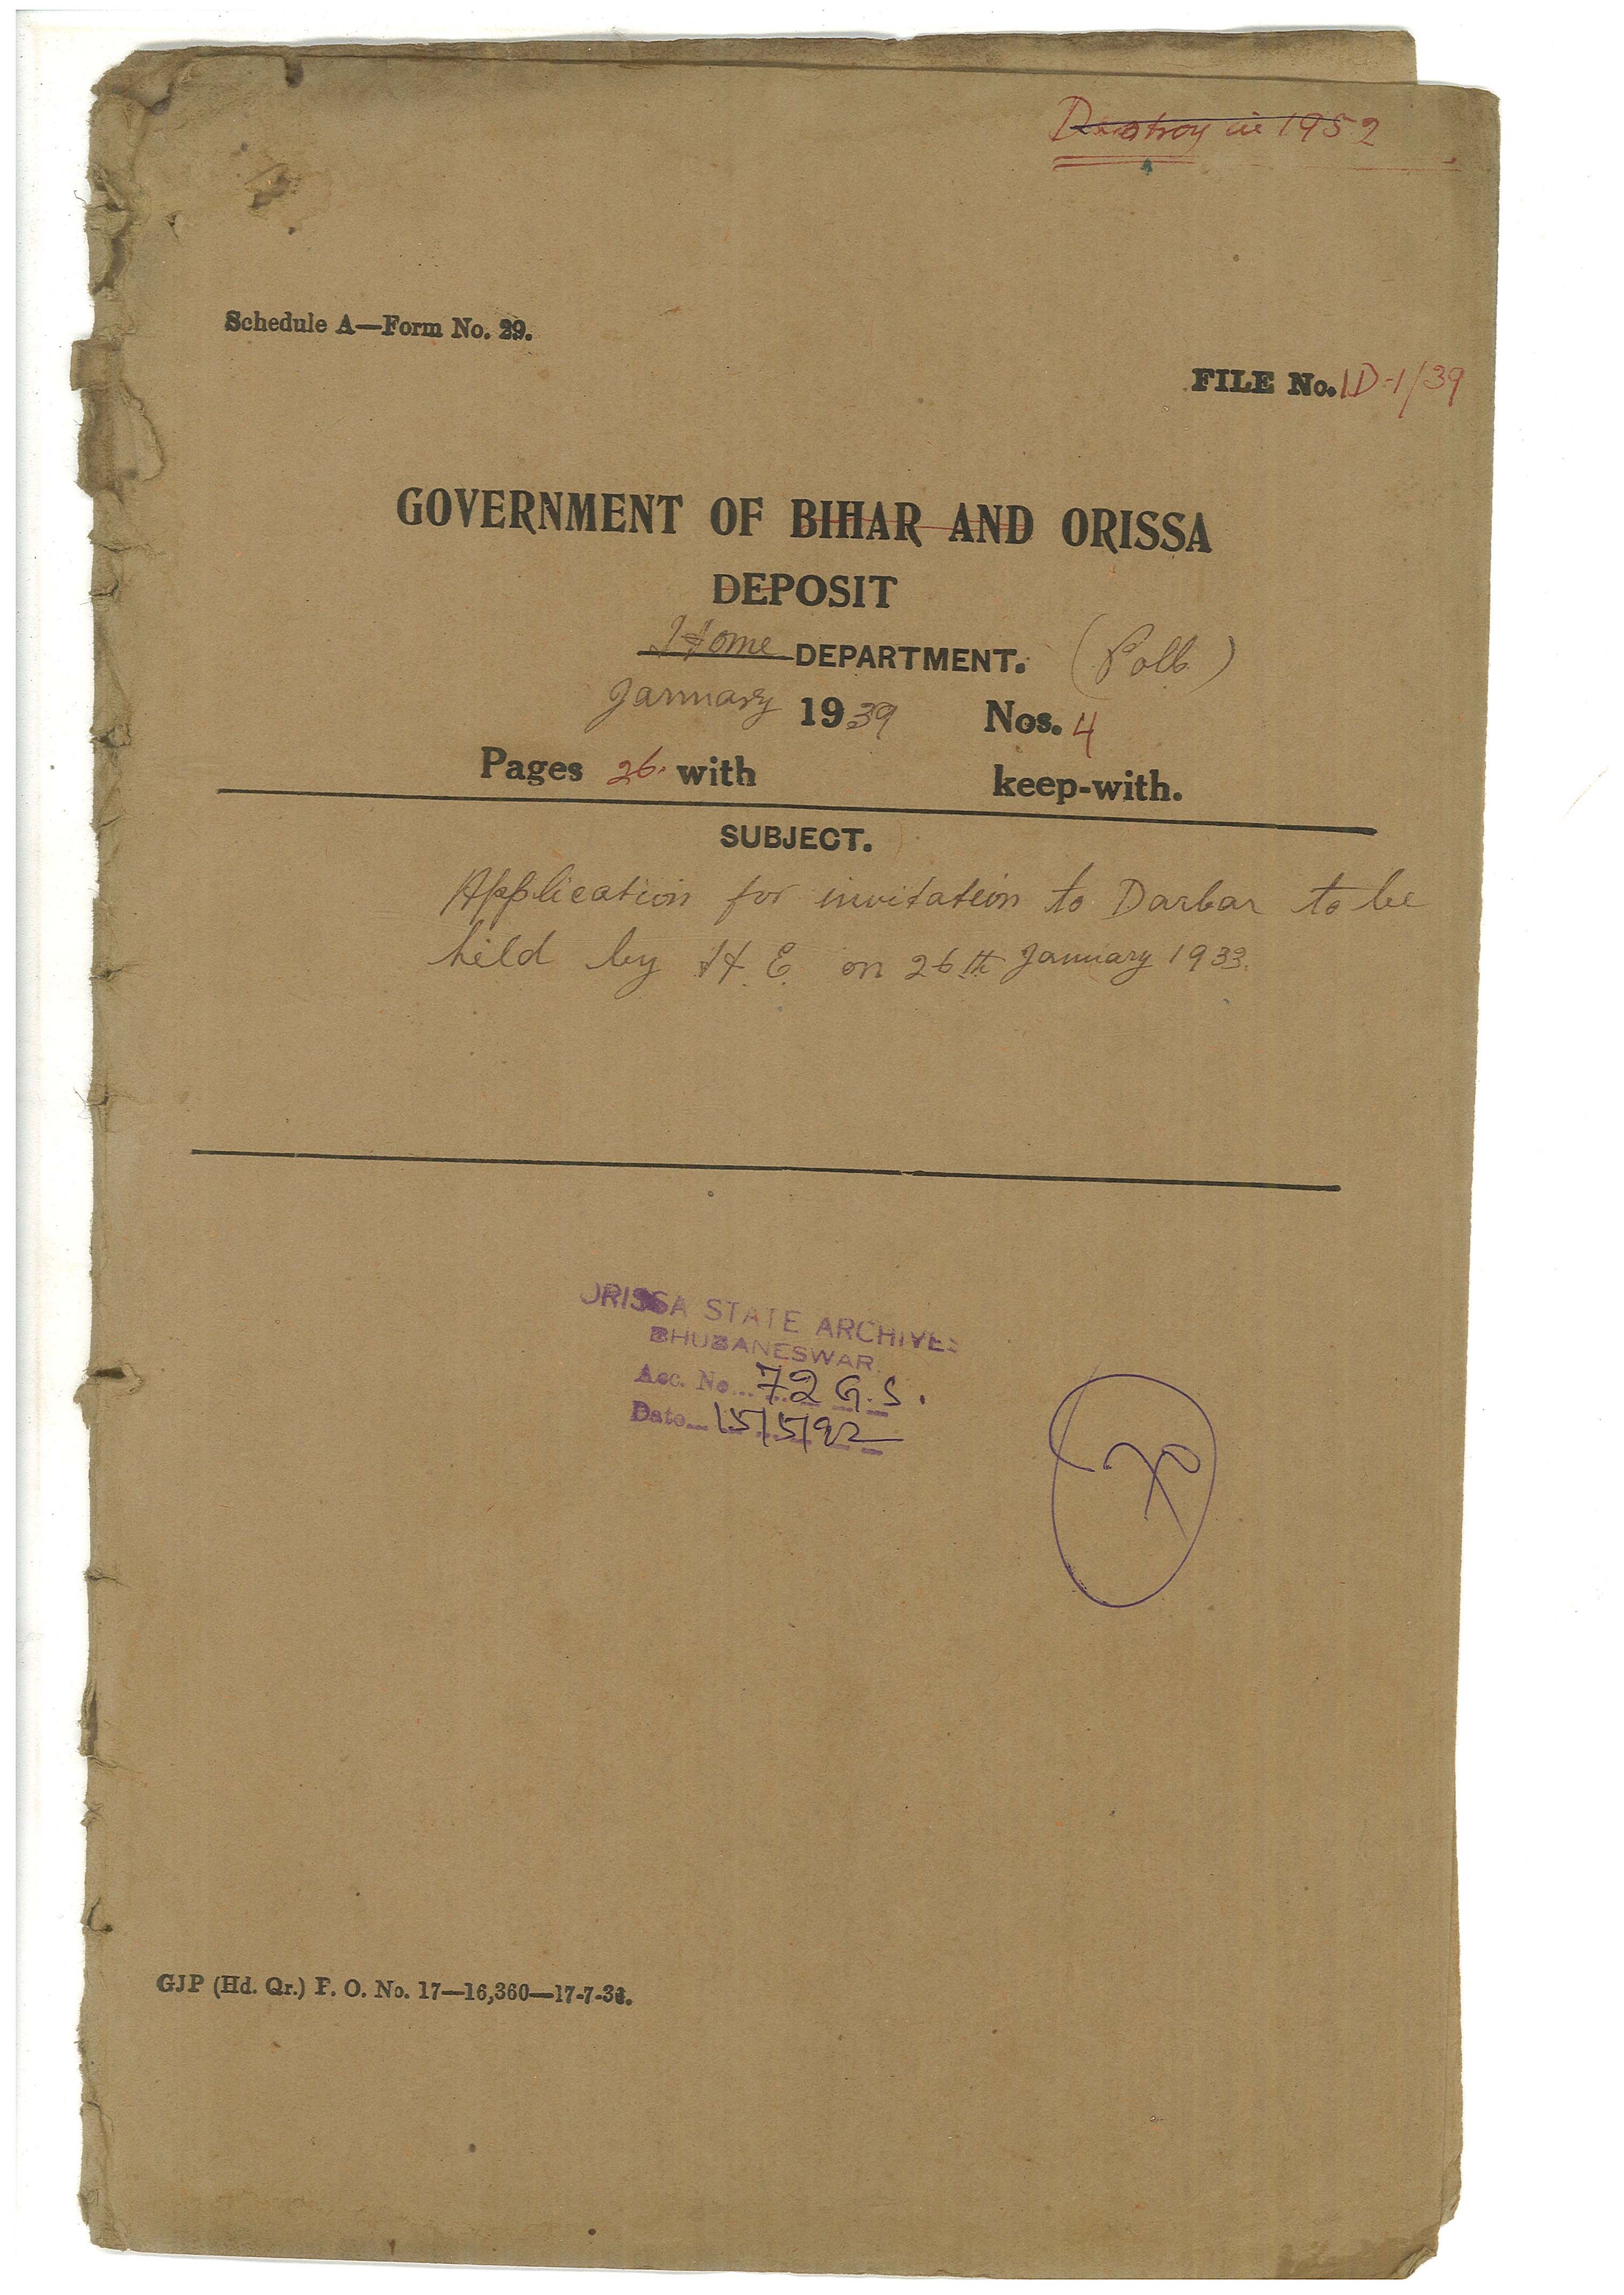 Destroy in 1952
Schedule A—Form No. 29.
FILE No. 1D-1/39
GOVERNMENT OF BIHAR AND ORISSA
DEPOSIT
Home DEPARTMENT. (Poll.)
January 1939 Nos. 4
Pages 26. with keep-with.
SUBJECT.
Application for invitation to Darbar to be
held by H. E. on 26th January 1933.
ORISSA STATE ARCHIVES
BHUBANESWAR.
Acc. No... 72 G.S.
Date... 15/5/92
GJP (Hd. Qr.) F. O. No. 17—16,360—17-7-34.